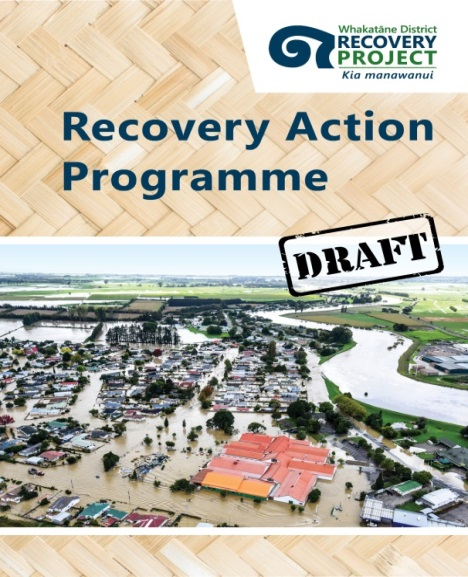 Whakatāne District
RECOVERY
PROJECT
Kia manawanui
Recovery Action
Programme
DRAFT